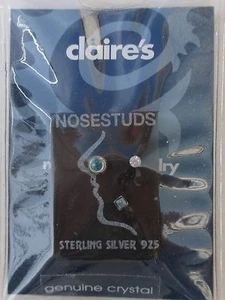 claire's
NOSESTUDS
STERLING SILVER 925
genuine crystal